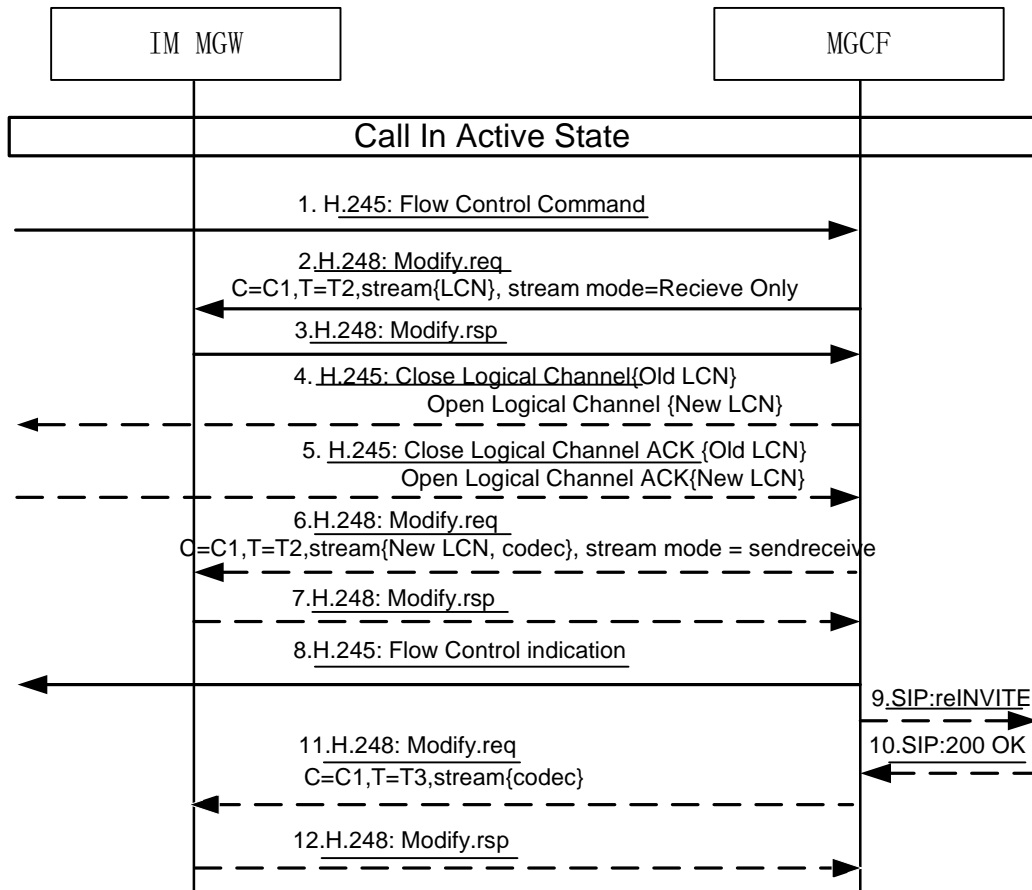 IM MGW
MGCF
Call In Active State
1. H.245: Flow Control Command
2.H.248: Modify.req
C=C1,T=T2,stream{LCN}, stream mode=Recieve Only
3.H.248: Modify.rsp
4. H.245: Close Logical Channel{Old LCN}
Open Logical Channel {New LCN}
5. H.245: Close Logical Channel ACK {Old LCN}
Open Logical Channel ACK{New LCN}
6.H.248: Modify.req
C=C1,T=T2,stream{New LCN, codec}, stream mode = sendreceive
7.H.248: Modify.rsp
8.H.245: Flow Control indication
9.SIP:reINVITE
10.SIP:200 OK
11.H.248: Modify.req
C=C1,T=T3,stream{codec}
12.H.248: Modify.rsp